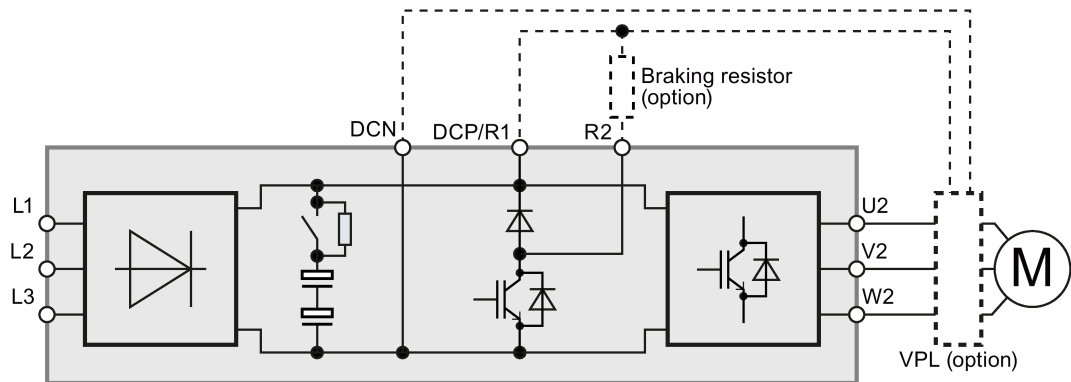 Braking resistor
(option)
DCN
DCP/R1
R2
L1
L2
L3
U2
V2
W2
M
VPL (option)